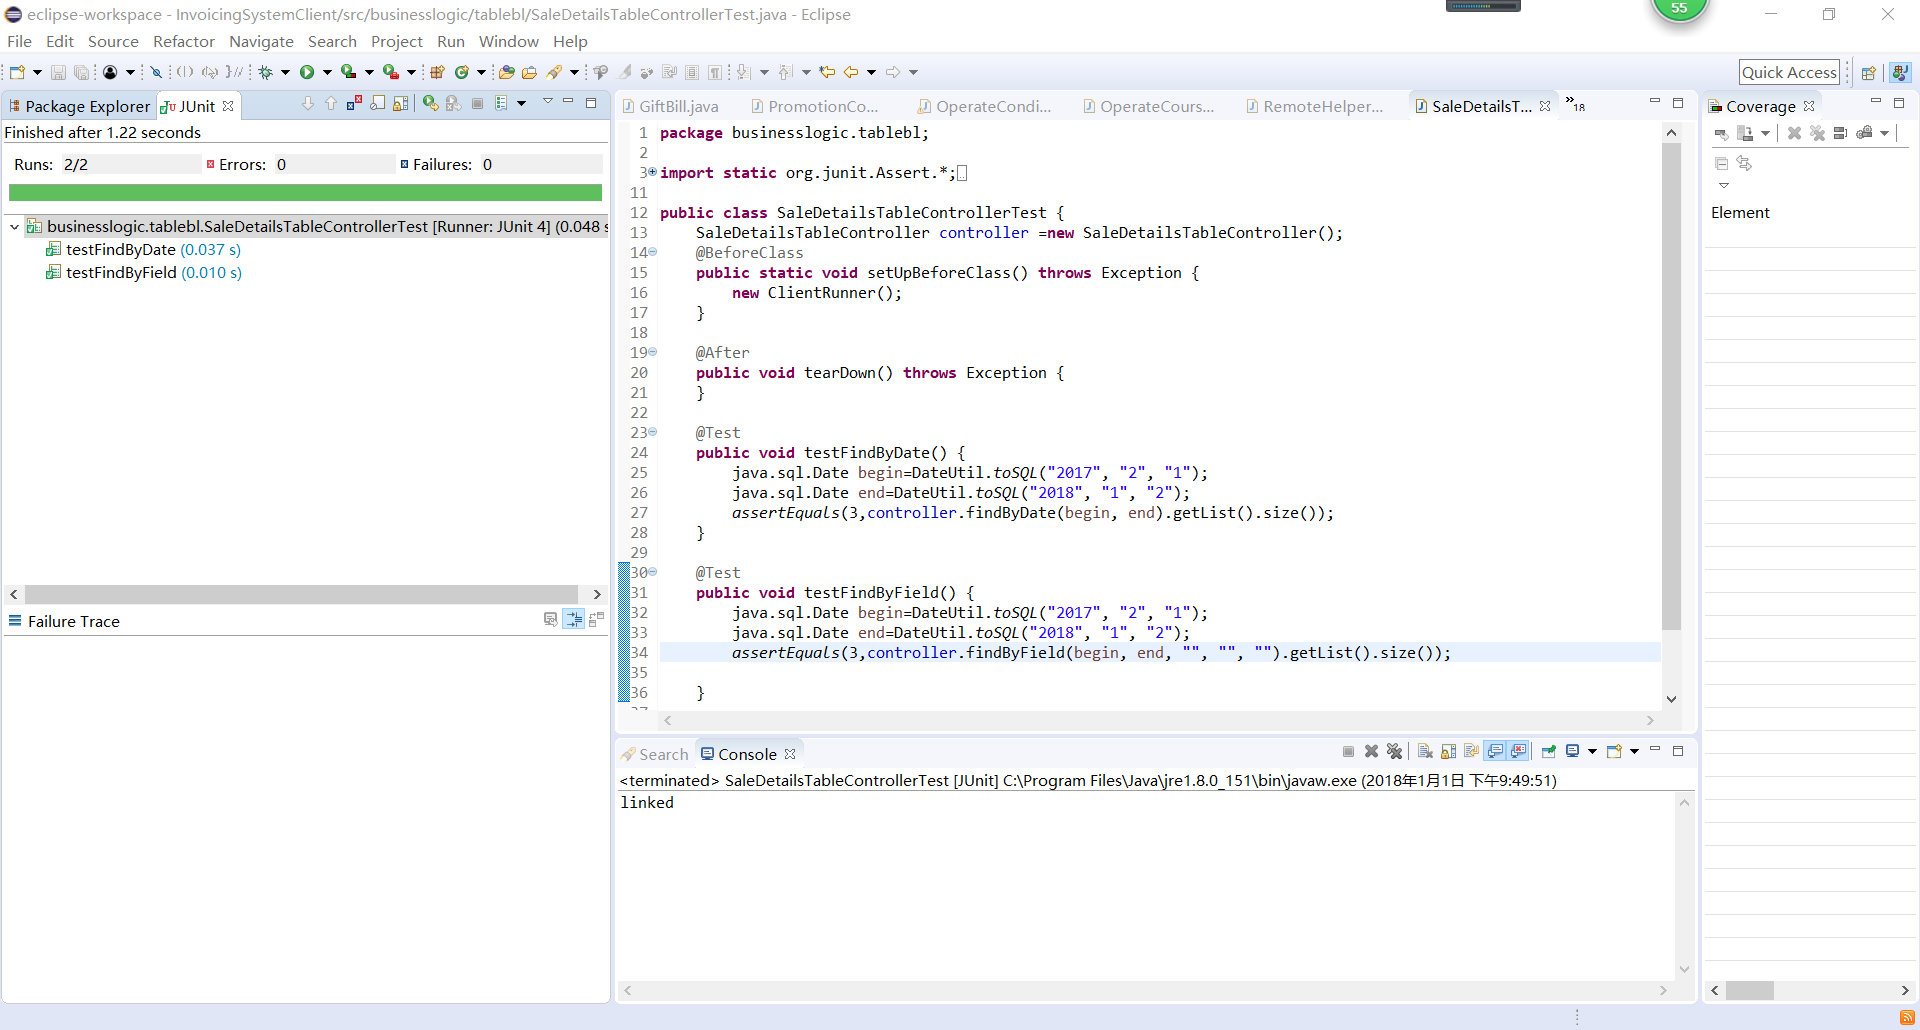 eclipse-workspace - InvoicingSystemClient/src/businesslogic/tablebl/SaleDetailsTableControllerTest.java - Eclipse
55
File Edit Source Refactor Navigate Search Project Run Window Help
Quick Access
Package Explorer JUnit
Finished after 1.22 seconds
Runs: 2/2 Errors: 0 Failures: 0
businesslogic.tablebl.SaleDetailsTableControllerTest [Runner: JUnit 4] (0.048 s
testFindByDate (0.037 s)
testFindByField (0.010 s)
Failure Trace
GiftBill.java PromotionCo... OperateCondi... OperateCours... RemoteHelper... SaleDetailsT... »18
1 package businesslogic.tablebl;
2
3 import static org.junit.Assert.*;
11
12 public class SaleDetailsTableControllerTest {
13 SaleDetailsTableController controller =new SaleDetailsTableController();
14 @BeforeClass
15 public static void setUpBeforeClass() throws Exception {
16 new ClientRunner();
17 }
18
19 @After
20 public void tearDown() throws Exception {
21 }
22
23 @Test
24 public void testFindByDate() {
25 java.sql.Date begin=DateUtil.toSQL("2017", "2", "1");
26 java.sql.Date end=DateUtil.toSQL("2018", "1", "2");
27 assertEquals(3,controller.findByDate(begin, end).getList().size());
28 }
29
30 @Test
31 public void testFindByField() {
32 java.sql.Date begin=DateUtil.toSQL("2017", "2", "1");
33 java.sql.Date end=DateUtil.toSQL("2018", "1", "2");
34 assertEquals(3,controller.findByField(begin, end, "", "", "").getList().size());
35
36 }
Search Console
<terminated> SaleDetailsTableControllerTest [JUnit] C:\Program Files\Java\jre1.8.0_151\bin\javaw.exe (2018年1月1日 下午9:49:51)
linked
Coverage
Element